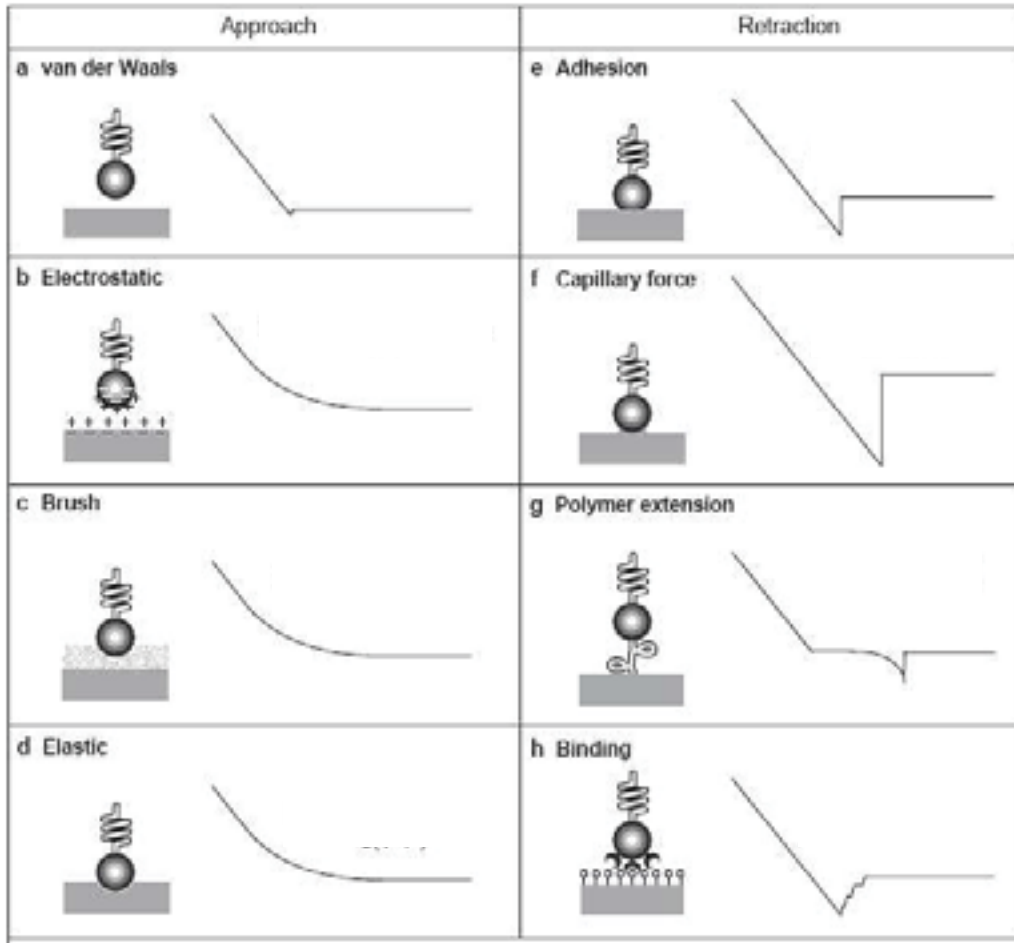 Approach
Retraction
a van der Waals
e Adhesion
b Electrostatic
f Capillary force
+ + + + + +
c Brush
g Polymer extension
d Elastic
h Binding